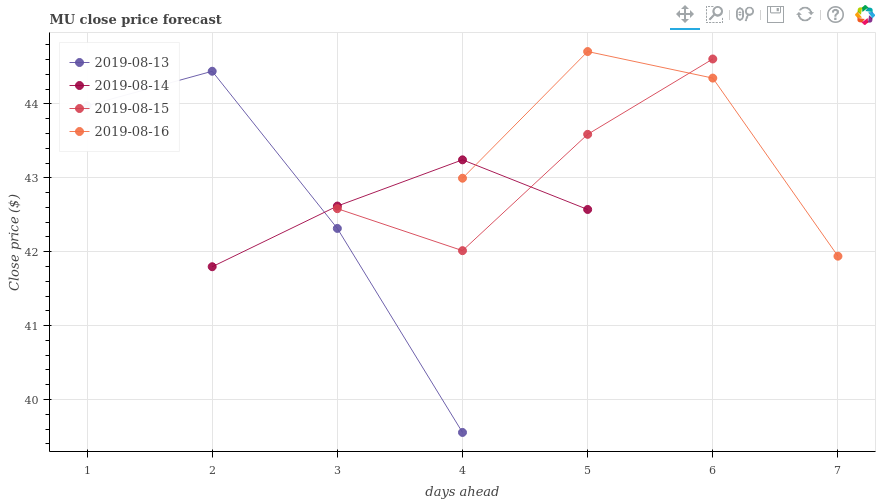 MU close price forecast
2019-08-13
2019-08-14
2019-08-15
2019-08-16
Close price ($)
44
43
42
41
40
1 2 3 4 5 6 7
days ahead